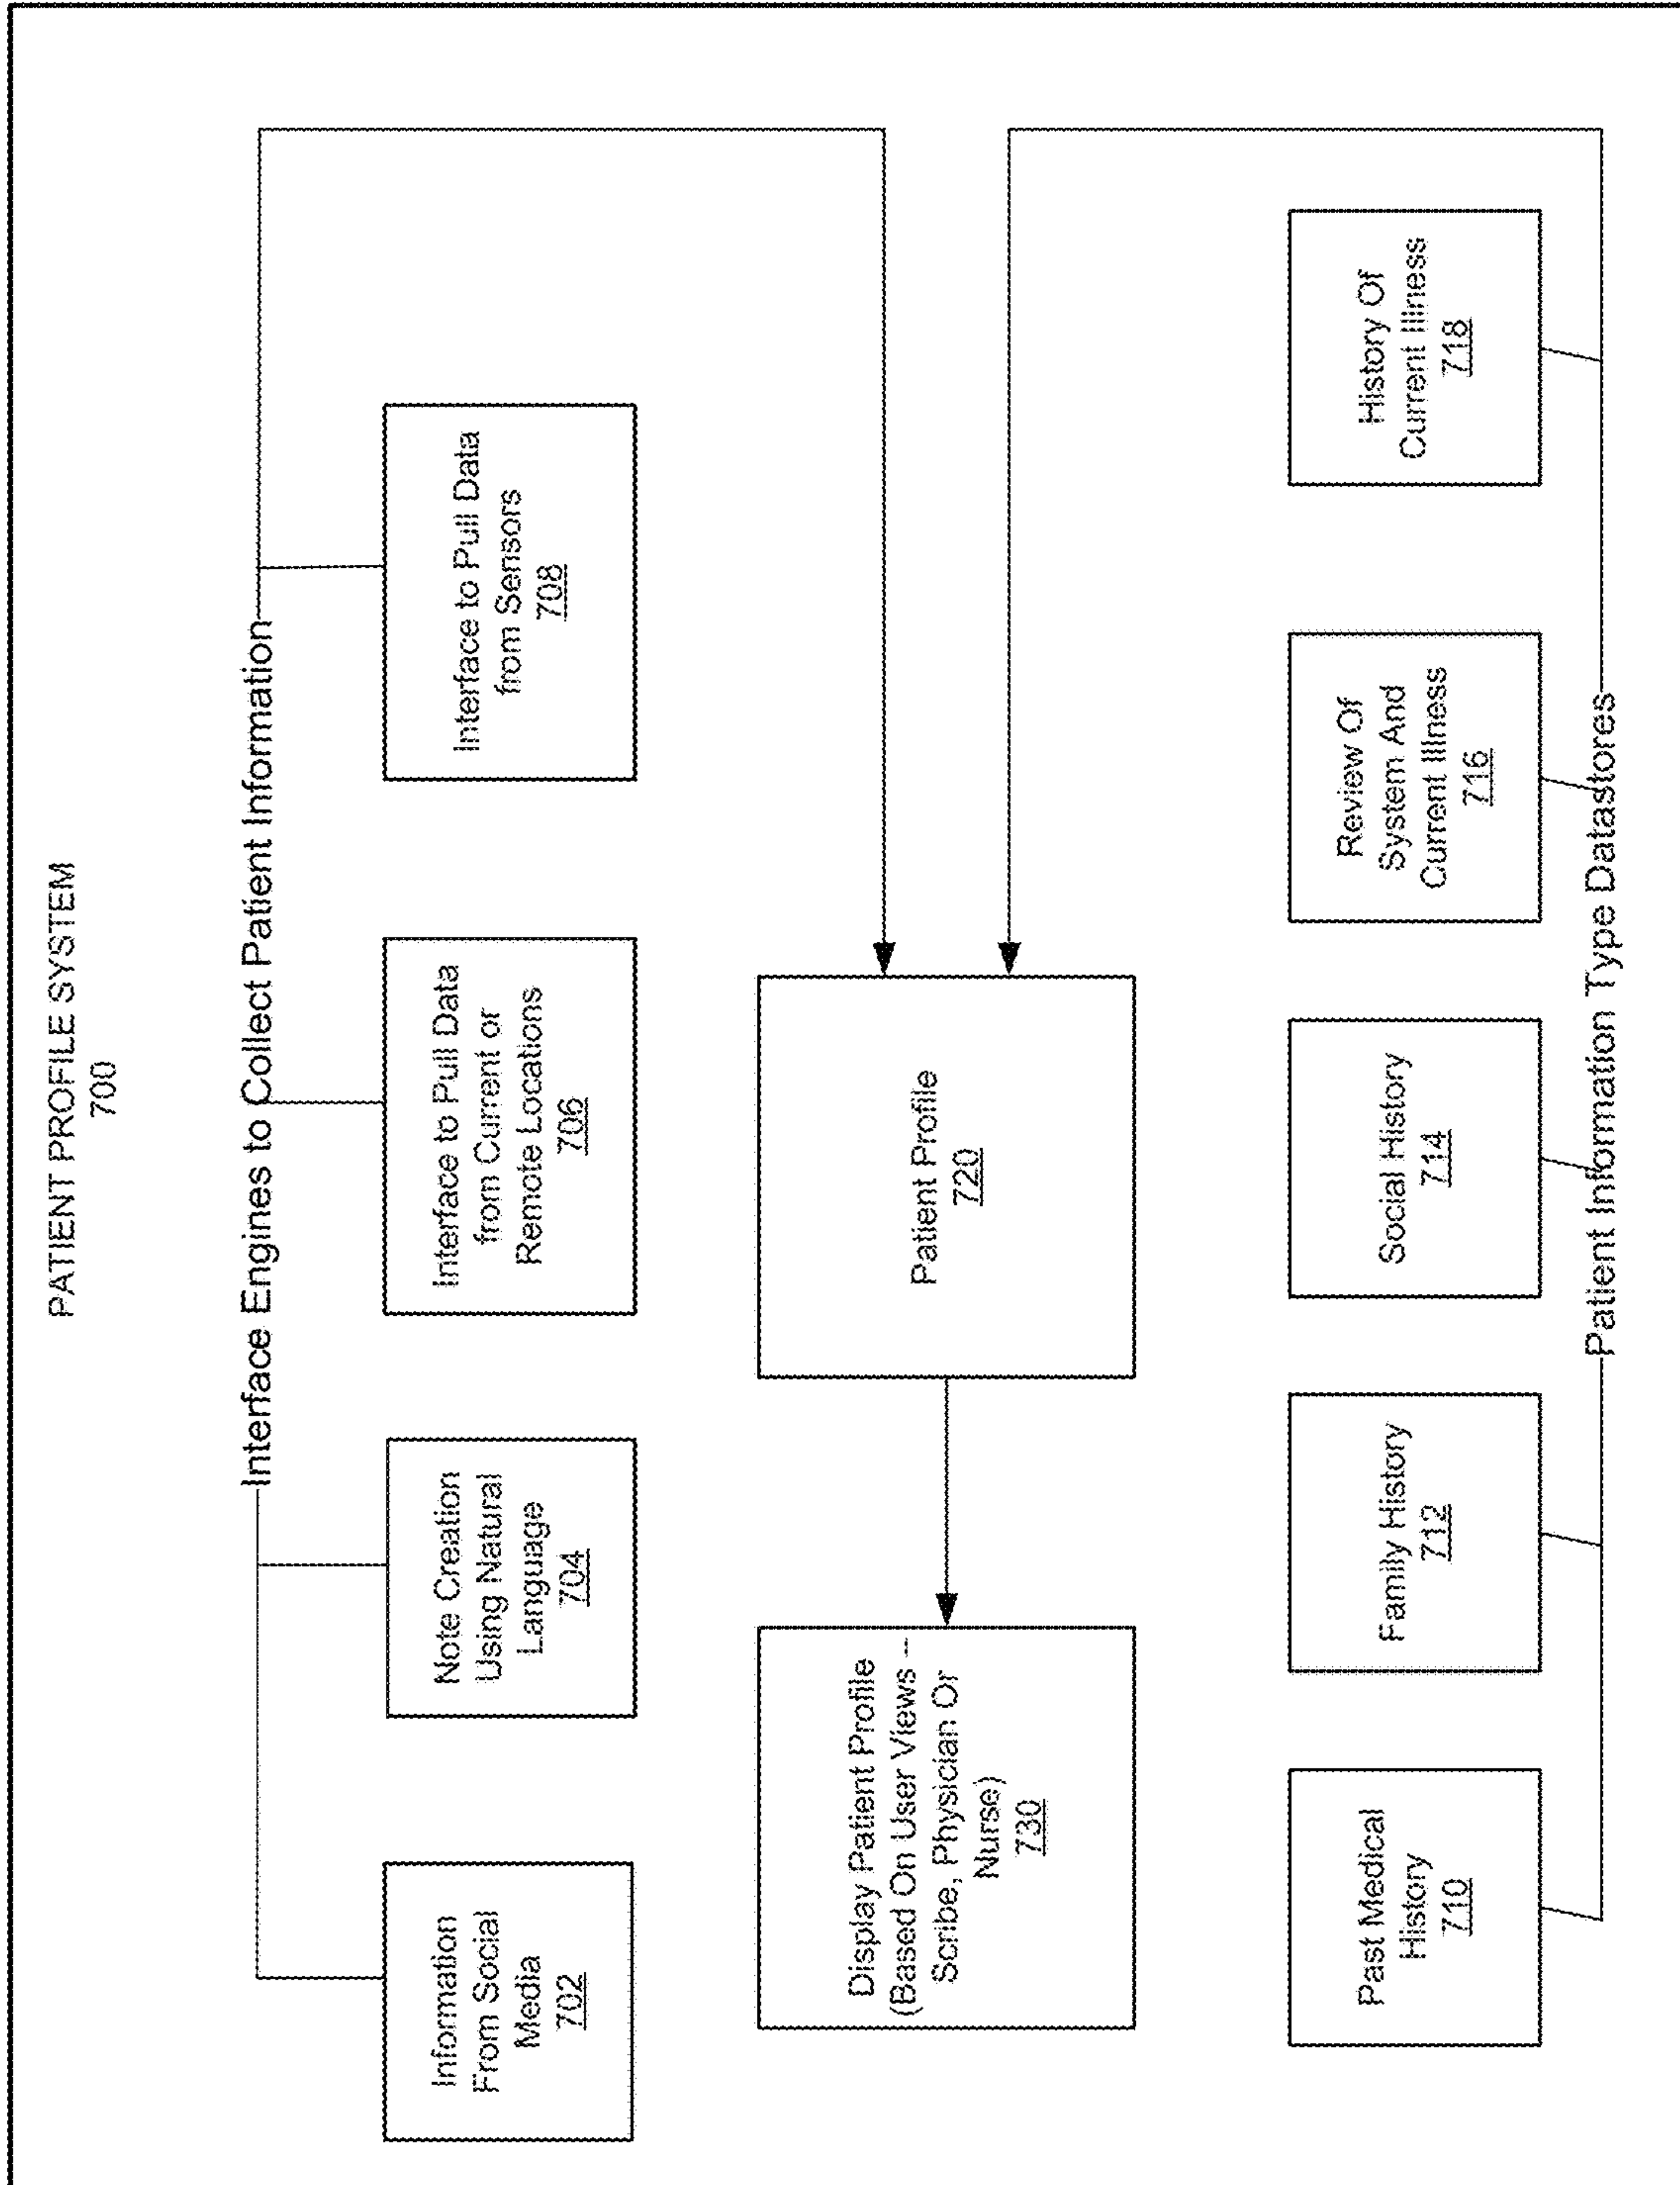 PATIENT PROFILE SYSTEM
700
Interface Engines to Collect Patient Information
Information
From Social
Media
702
Note Creation
Using Natural
Language
704
Interface to Pull Data
from Current or
Remote Locations
706
Interface to Pull Data
from Sensors
708
Display Patient Profile
(Based On User Views –
Scribe, Physician Or
Nurse)
730
Patient Profile
720
Past Medical
History
710
Family History
712
Social History
714
Review Of
System And
Current Illness
716
History Of
Current Illness
718
Patient Information Type Datastores